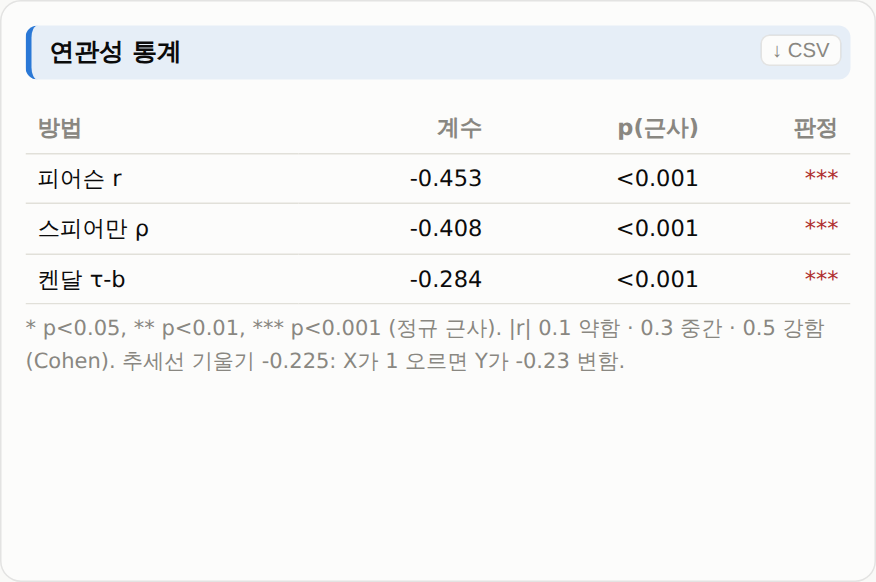 연관성 통계
↓ CSV
방법 계수 p(근사) 판정
피어슨 r -0.453 <0.001 ***
스피어만 ρ -0.408 <0.001 ***
켄달 τ-b -0.284 <0.001 ***
* p<0.05, ** p<0.01, *** p<0.001 (정규 근사). |r| 0.1 약함 · 0.3 중간 · 0.5 강함
(Cohen). 추세선 기울기 -0.225: X가 1 오르면 Y가 -0.23 변함.